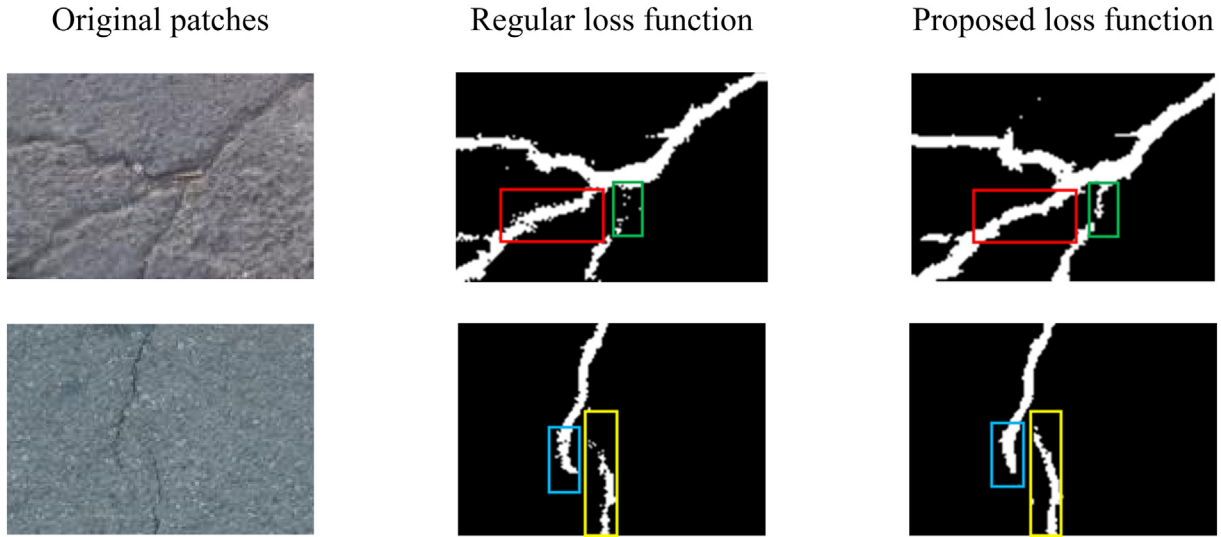 Original patches
Regular loss function
Proposed loss function